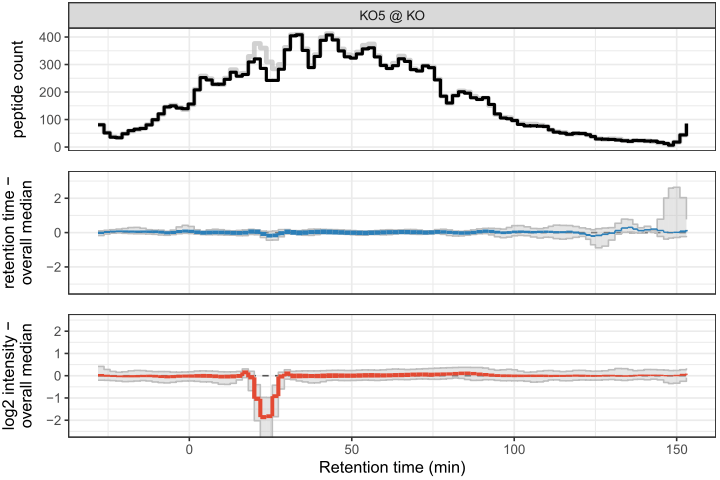 KO5 @ KO
peptide count
400
300
200
100
0
retention time −
overall median
2
0
−2
log2 intensity −
overall median
2
1
0
−1
−2
0 50 100 150
Retention time (min)